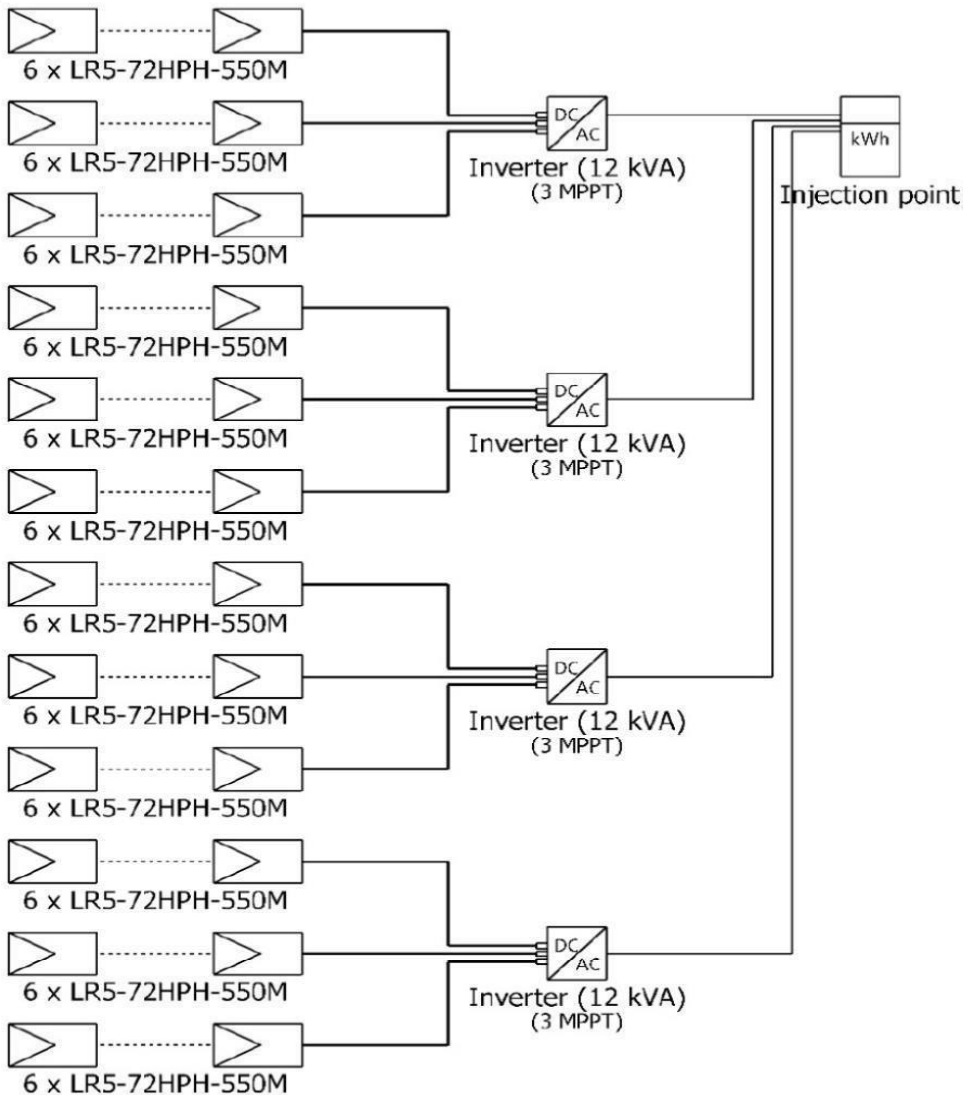 6 x LR5-72HPH-550M
6 x LR5-72HPH-550M
DC
AC
Inverter (12 kVA)
(3 MPPT)
kWh
Injection point
6 x LR5-72HPH-550M
6 x LR5-72HPH-550M
6 x LR5-72HPH-550M
DC
AC
Inverter (12 kVA)
(3 MPPT)
6 x LR5-72HPH-550M
6 x LR5-72HPH-550M
6 x LR5-72HPH-550M
DC
AC
Inverter (12 kVA)
(3 MPPT)
6 x LR5-72HPH-550M
6 x LR5-72HPH-550M
6 x LR5-72HPH-550M
DC
AC
Inverter (12 kVA)
(3 MPPT)
6 x LR5-72HPH-550M